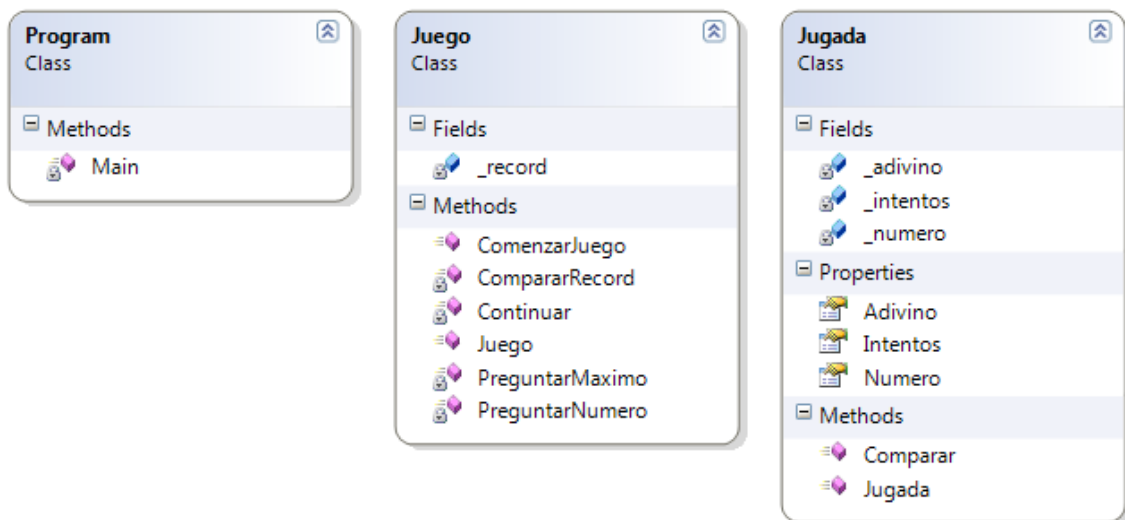 Program
Class
Methods
Main
Juego
Class
Fields
_record
Methods
ComenzarJuego
CompararRecord
Continuar
Juego
PreguntarMaximo
PreguntarNumero
Jugada
Class
Fields
_adivino
_intentos
_numero
Properties
Adivino
Intentos
Numero
Methods
Comparar
Jugada